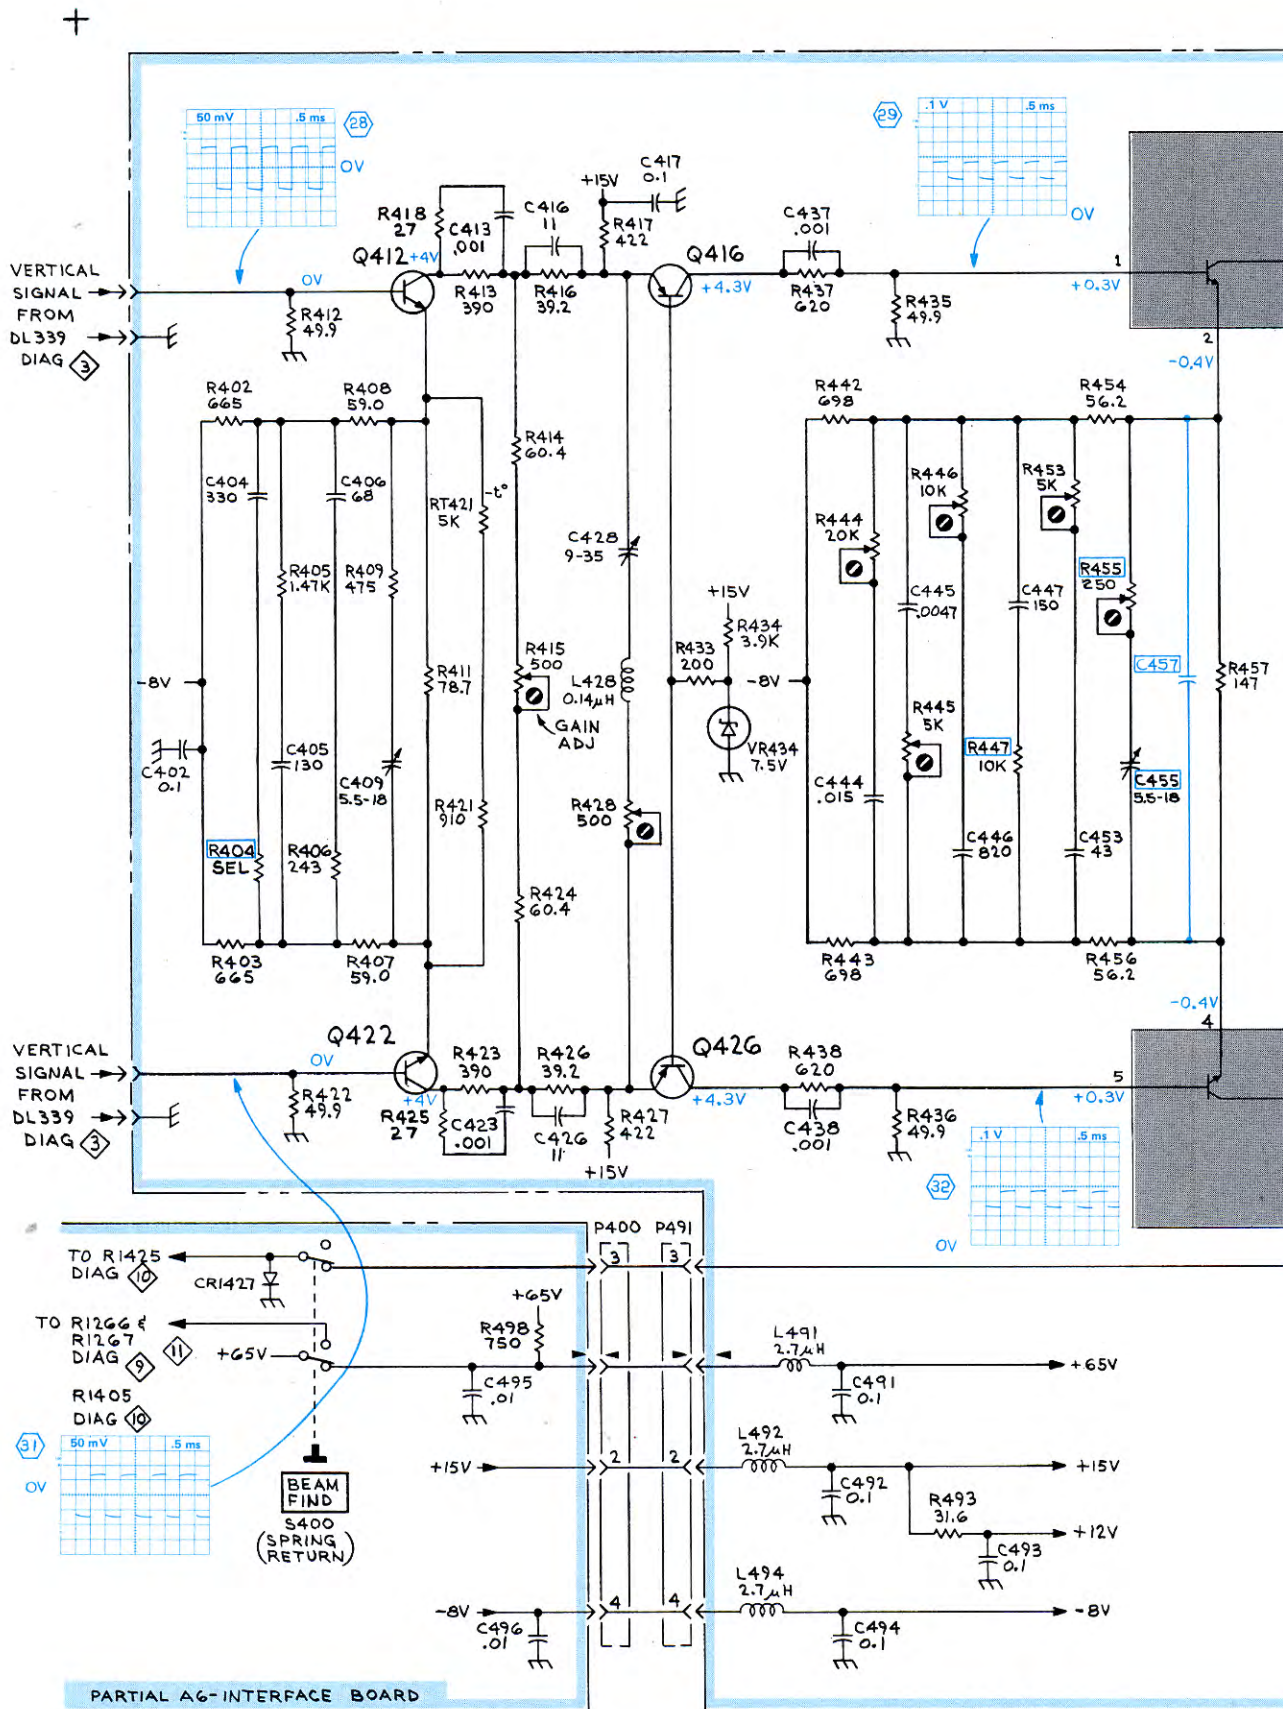 50 mV .5 ms
28
0V
.1 V .5 ms
29
0V
VERTICAL
SIGNAL
FROM
DL339
DIAG 3
0V
R412
49.9
Q412
+4V
R418
27
C413
.001
R413
390
C416
11
R416
39.2
+15V
R417
422
C417
0.1
Q416
+4.3V
C437
.001
R437
620
R435
49.9
1
+0.3V
2
-0.4V
R402
665
R408
59.0
C404
330
C406
68
R405
1.47K
R409
475
RT421
5K
-t°
R414
60.4
C428
9-35
-8V
C402
0.1
C405
130
C409
5.5-18
R411
78.7
R421
910
R415
500
GAIN
ADJ
L428
0.14µH
R428
500
R404
SEL
R406
243
R403
665
R407
59.0
R424
60.4
+15V
R434
3.9K
R433
200
VR434
7.5V
-8V
R442
698
R454
56.2
R444
20K
R446
10K
R453
5K
R455
250
C445
.0047
C447
150
C457
R457
147
R445
5K
R447
10K
C455
5.5-18
C444
.015
C446
820
C453
43
R443
698
R456
56.2
-0.4V
4
VERTICAL
SIGNAL
FROM
DL339
DIAG 3
0V
R422
49.9
Q422
+4V
R425
27
R423
390
C423
.001
R426
39.2
C426
11
R427
422
+15V
Q426
+4.3V
R438
620
C438
.001
R436
49.9
5
+0.3V
.1 V .5 ms
32
0V
TO R1425
DIAG 10
CR1427
TO R1266 &
R1267
DIAG 9 11
+65V
R1405
DIAG 10
31
50 mV .5 ms
0V
BEAM
FIND
S400
(SPRING
RETURN)
P400 P491
3 3
+65V
R498
750
C495
.01
L491
2.7µH
C491
0.1
+65V
+15V
2 2
L492
2.7µH
C492
0.1
+15V
R493
31.6
+12V
C493
0.1
-8V
C496
.01
4 4
L494
2.7µH
C494
0.1
-8V
PARTIAL A6-INTERFACE BOARD